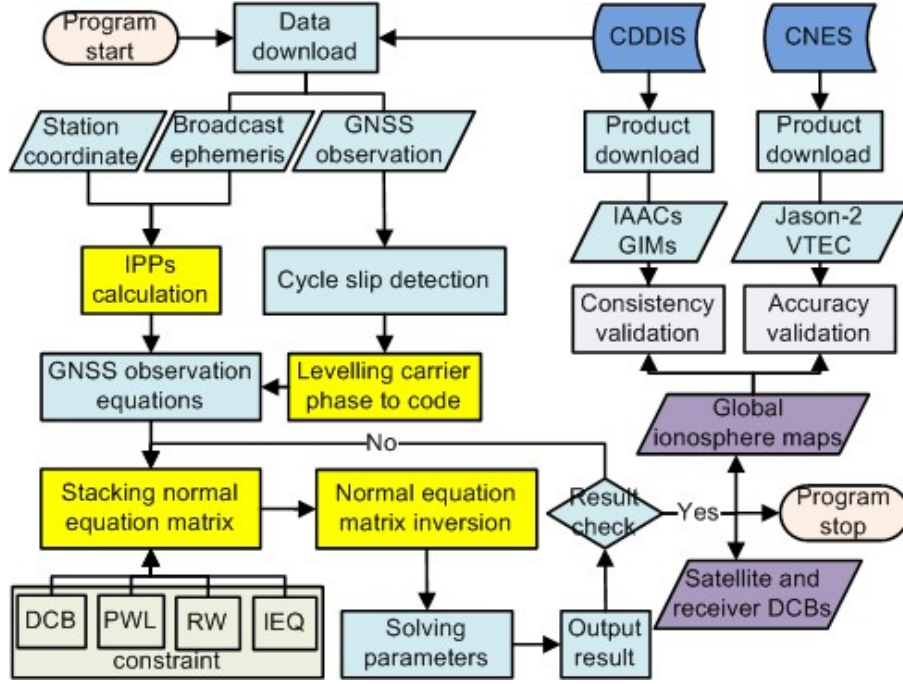 Program
start
Data
download
CDDIS
CNES
Station
coordinate
Broadcast
ephemeris
GNSS
observation
Product
download
Product
download
IPPs
calculation
Cycle slip detection
IAACs
GIMs
Jason-2
VTEC
Consistency
validation
Accuracy
validation
GNSS observation
equations
Levelling carrier
phase to code
Global
ionosphere maps
No
Stacking normal
equation matrix
Normal equation
matrix inversion
Result
check
Yes
Program
stop
Satellite and
receiver DCBs
DCB
PWL
RW
IEQ
constraint
Solving
parameters
Output
result